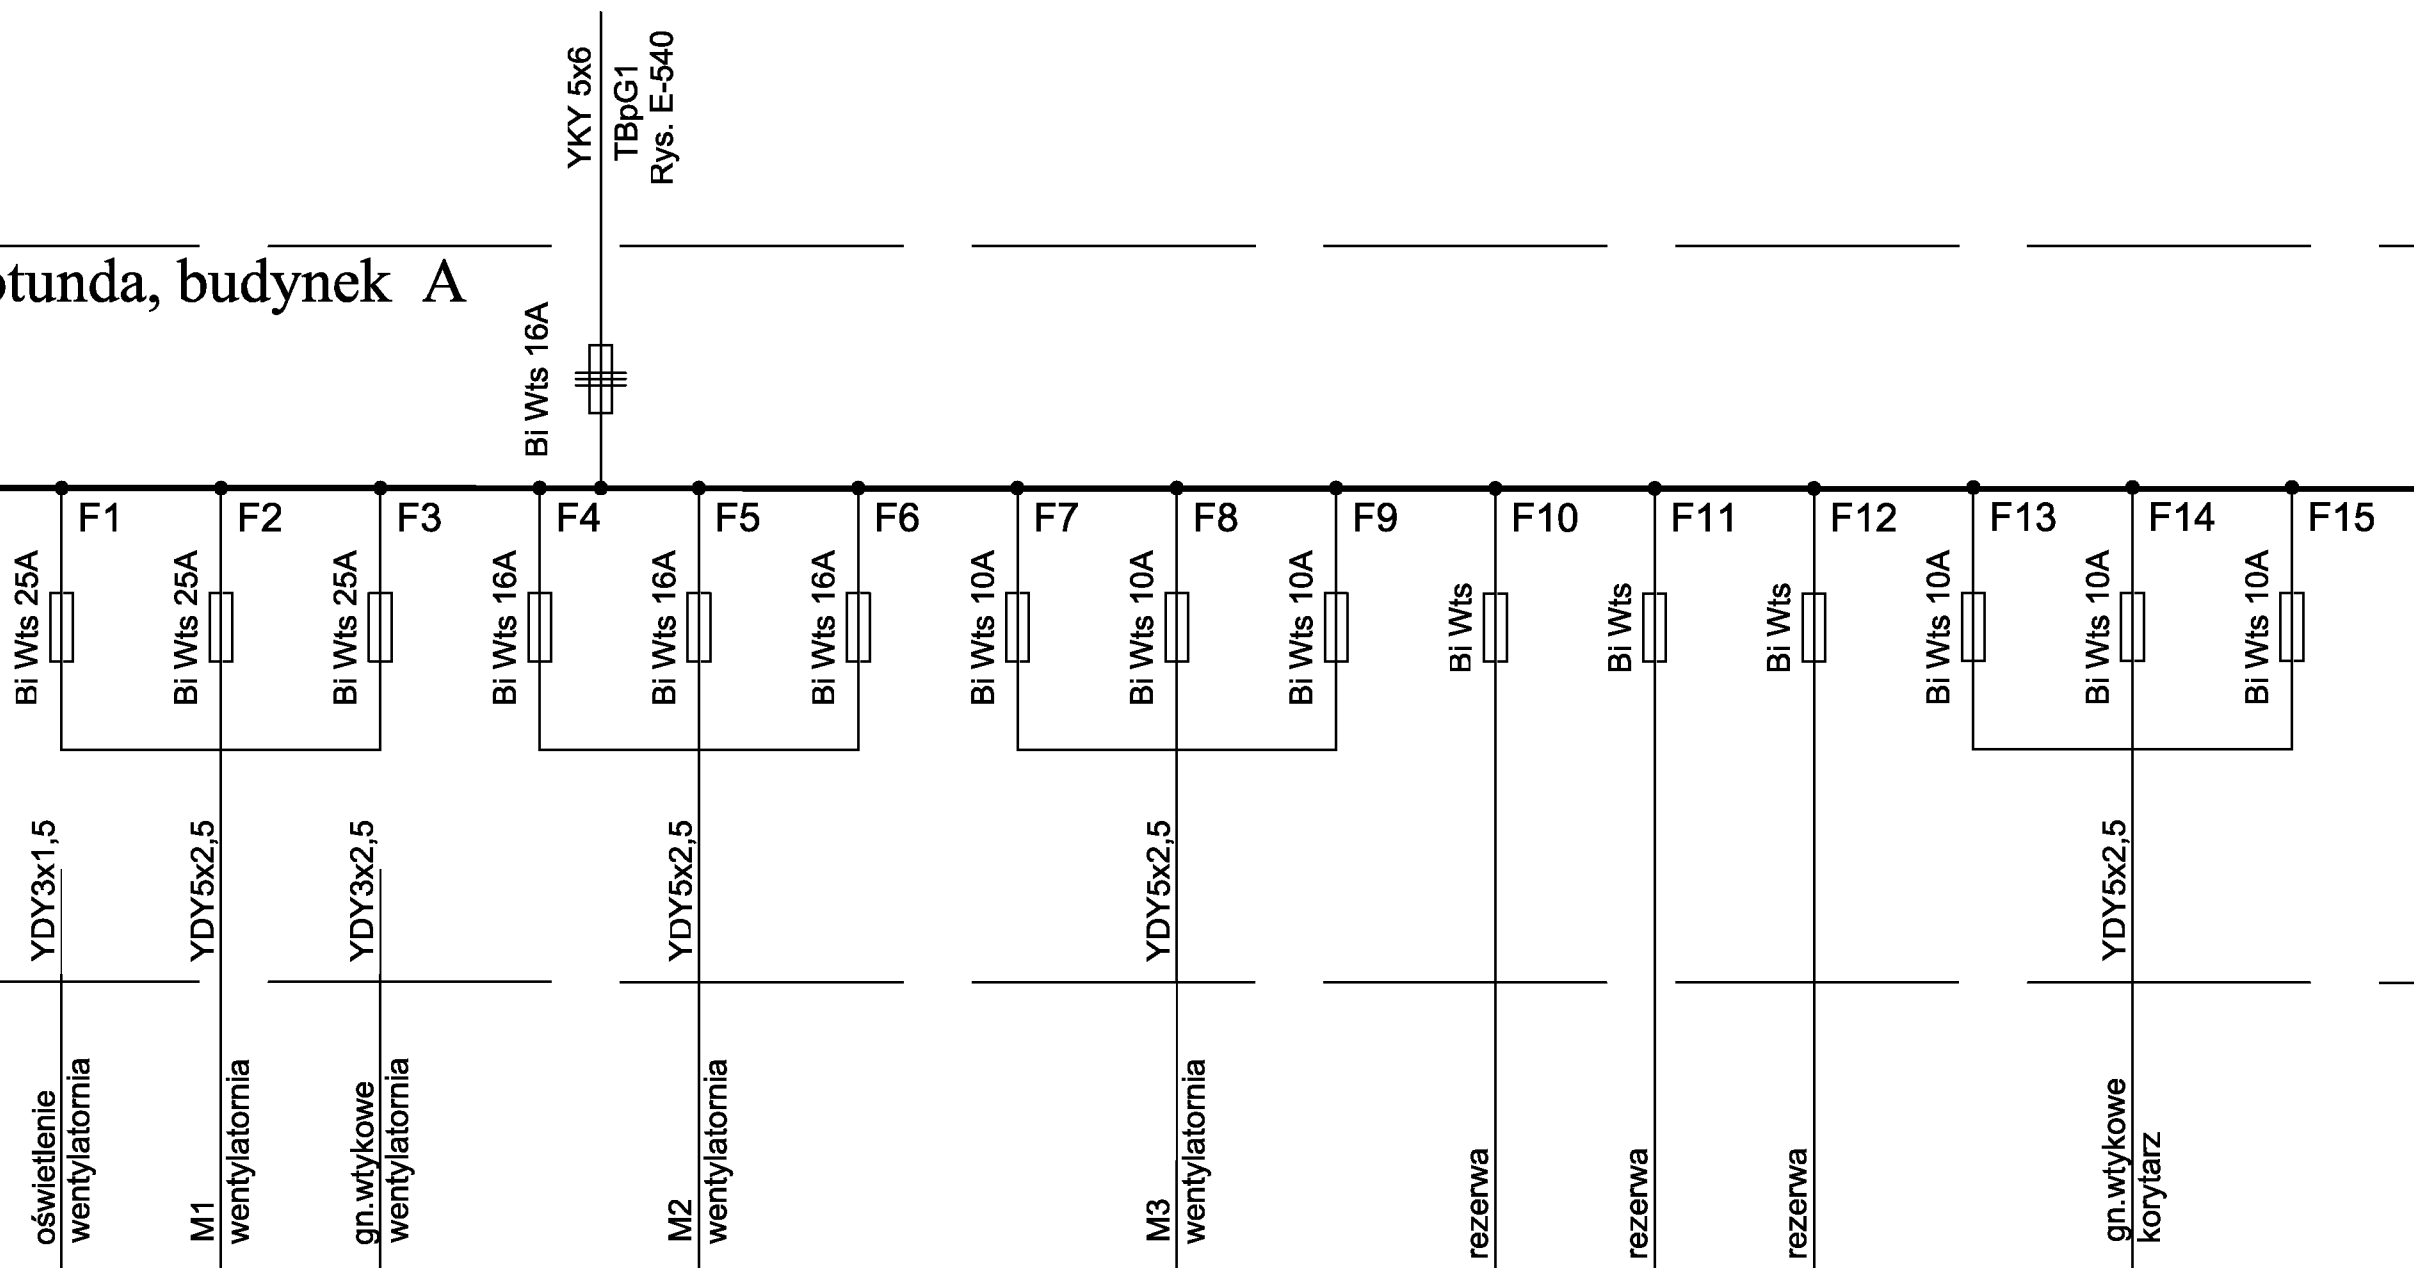 YKY 5x6
TBpG1
Rys. E-540
otunda, budynek A
Bi Wts 16A
F1
F2
F3
F4
F5
F6
F7
F8
F9
F10
F11
F12
F13
F14
F15
Bi Wts 25A
Bi Wts 25A
Bi Wts 25A
Bi Wts 16A
Bi Wts 16A
Bi Wts 16A
Bi Wts 10A
Bi Wts 10A
Bi Wts 10A
Bi Wts
Bi Wts
Bi Wts
Bi Wts 10A
Bi Wts 10A
Bi Wts 10A
YDY3x1,5
YDY5x2,5
YDY3x2,5
YDY5x2,5
YDY5x2,5
YDY5x2,5
oświetlenie
wentylatornia
M1
wentylatornia
gn.wtykowe
wentylatornia
M2
wentylatornia
M3
wentylatornia
rezerwa
rezerwa
rezerwa
gn.wtykowe
korytarz